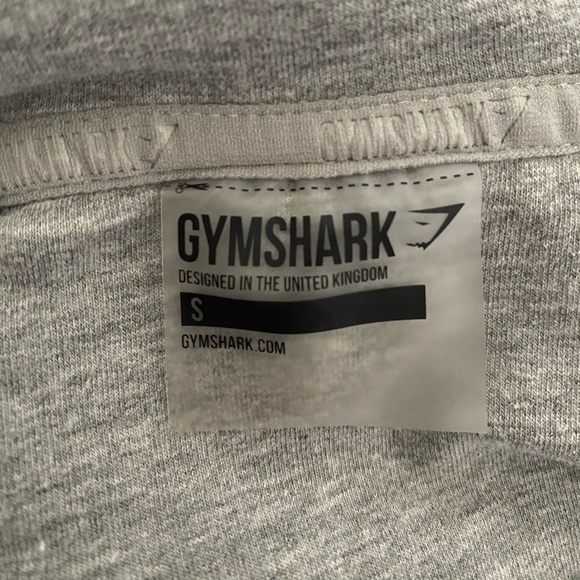 GYMSHARK
GYMSHARK
DESIGNED IN THE UNITED KINGDOM
S
GYMSHARK.COM